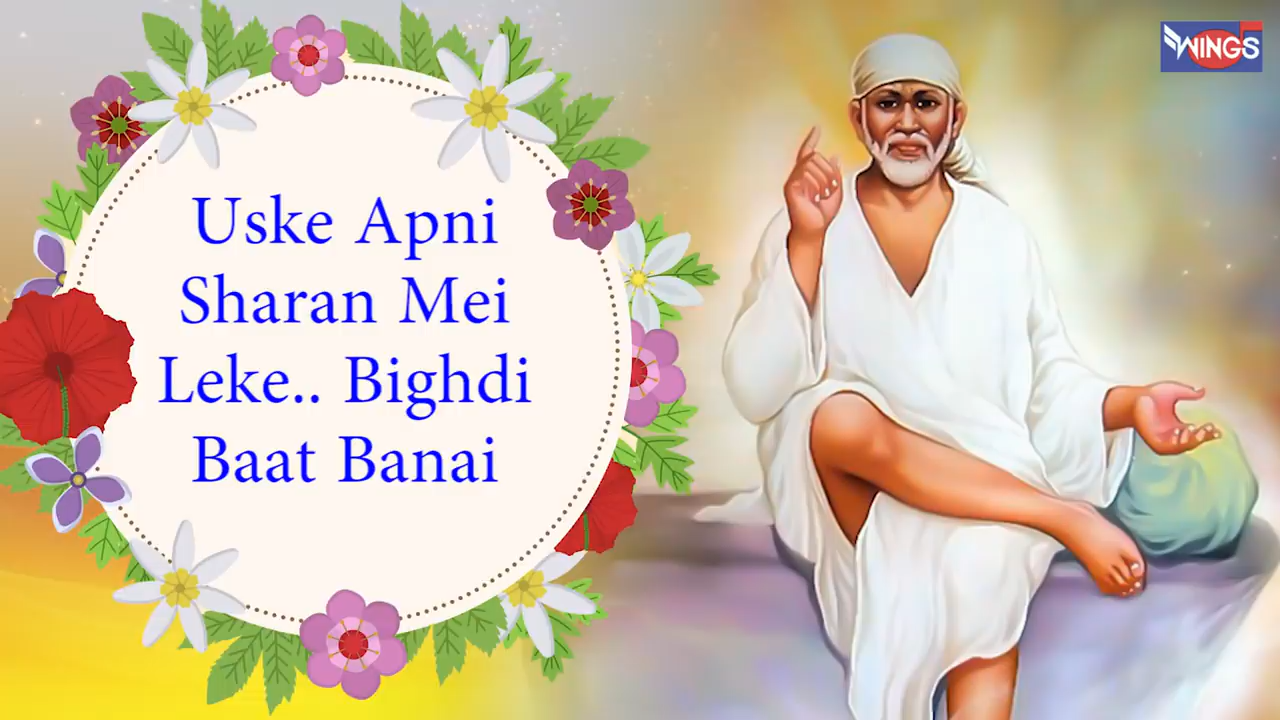 Uske Apni
Sharan Mei
Leke.. Bighdi
Baat Banai
WINGS